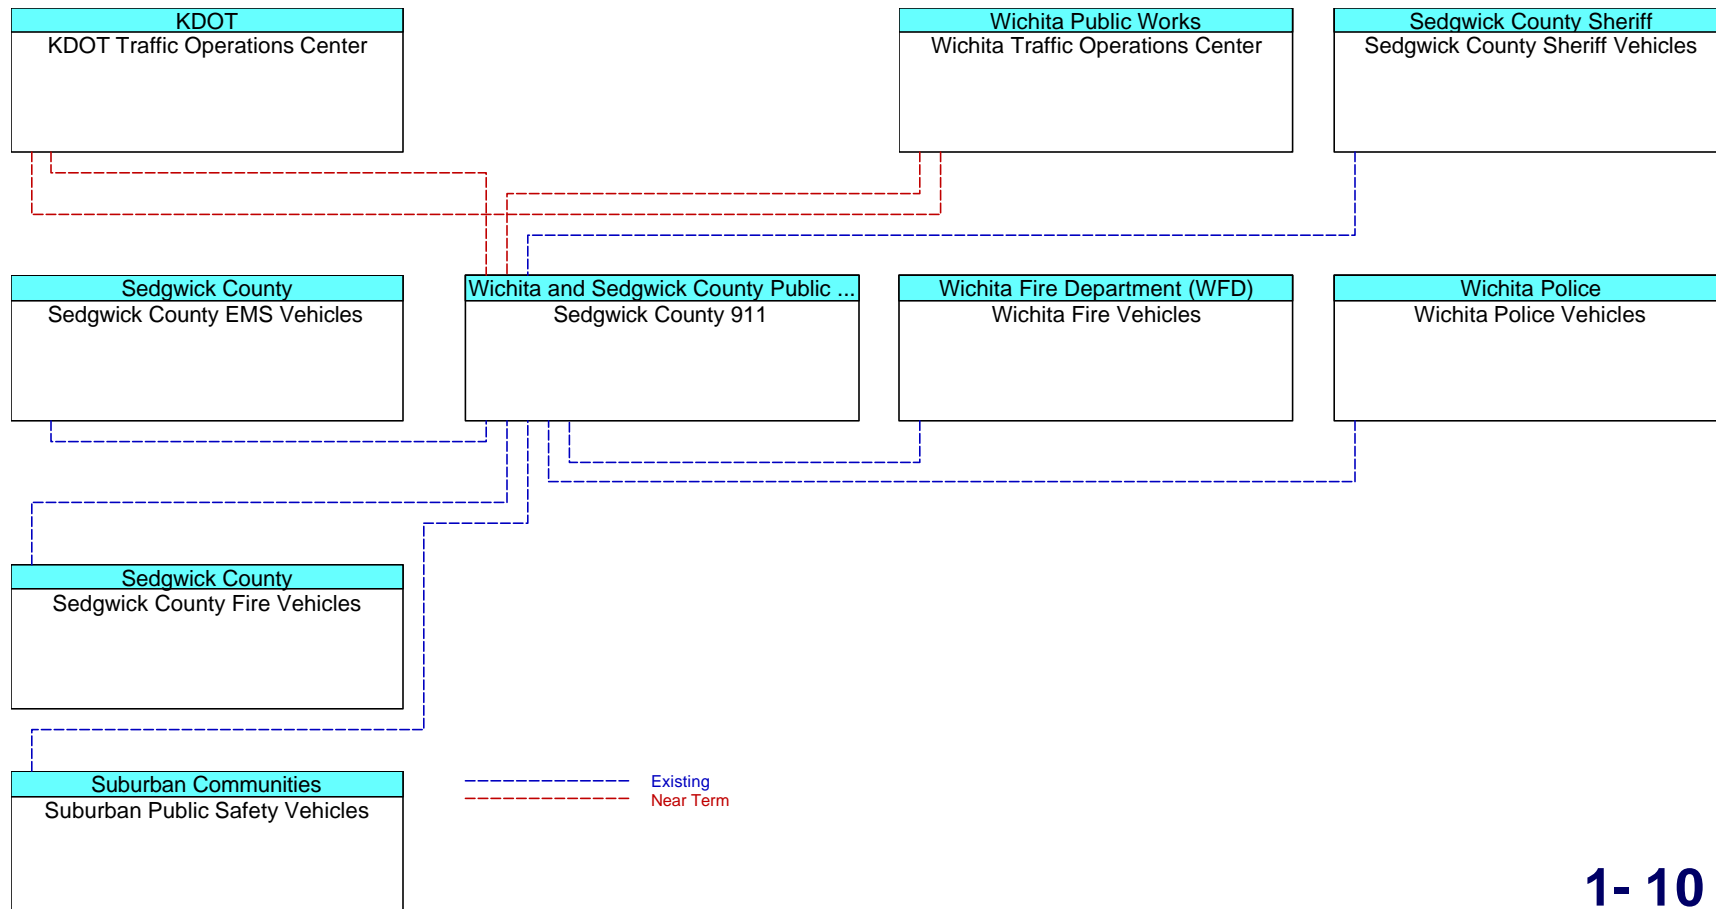 KDOT
KDOT Traffic Operations Center
Wichita Public Works
Wichita Traffic Operations Center
Sedgwick County Sheriff
Sedgwick County Sheriff Vehicles
Sedgwick County
Sedgwick County EMS Vehicles
Wichita and Sedgwick County Public ...
Sedgwick County 911
Wichita Fire Department (WFD)
Wichita Fire Vehicles
Wichita Police
Wichita Police Vehicles
Sedgwick County
Sedgwick County Fire Vehicles
Suburban Communities
Suburban Public Safety Vehicles
Existing
Near Term
1- 10